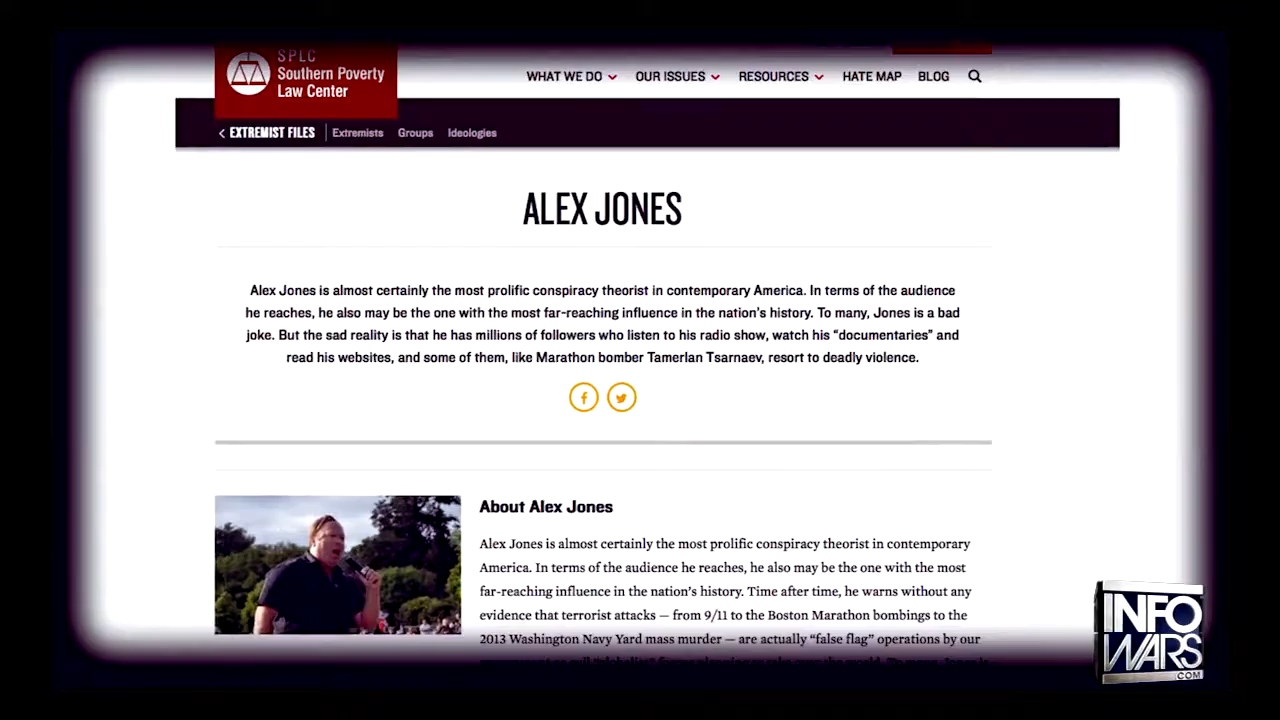 SPLC
Southern Poverty
Law Center
WHAT WE DO
OUR ISSUES
RESOURCES
HATE MAP
BLOG
EXTREMIST FILES
Extremists
Groups
Ideologies
ALEX JONES
Alex Jones is almost certainly the most prolific conspiracy theorist in contemporary America. In terms of the audience
he reaches, he also may be the one with the most far-reaching influence in the nation's history. To many, Jones is a bad
joke. But the sad reality is that he has millions of followers who listen to his radio show, watch his “documentaries” and
read his websites, and some of them, like Marathon bomber Tamerlan Tsarnaev, resort to deadly violence.
About Alex Jones
Alex Jones is almost certainly the most prolific conspiracy theorist in contemporary
America. In terms of the audience he reaches, he also may be the one with the most
far-reaching influence in the nation's history. Time after time, he warns without any
evidence that terrorist attacks — from 9/11 to the Boston Marathon bombings to the
2013 Washington Navy Yard mass murder — are actually “false flag” operations by our
INFO
WARS
.COM